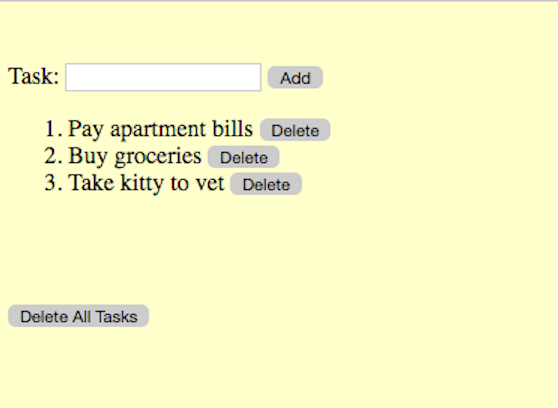 Task: Add
1. Pay apartment bills Delete
2. Buy groceries Delete
3. Take kitty to vet Delete
Delete All Tasks